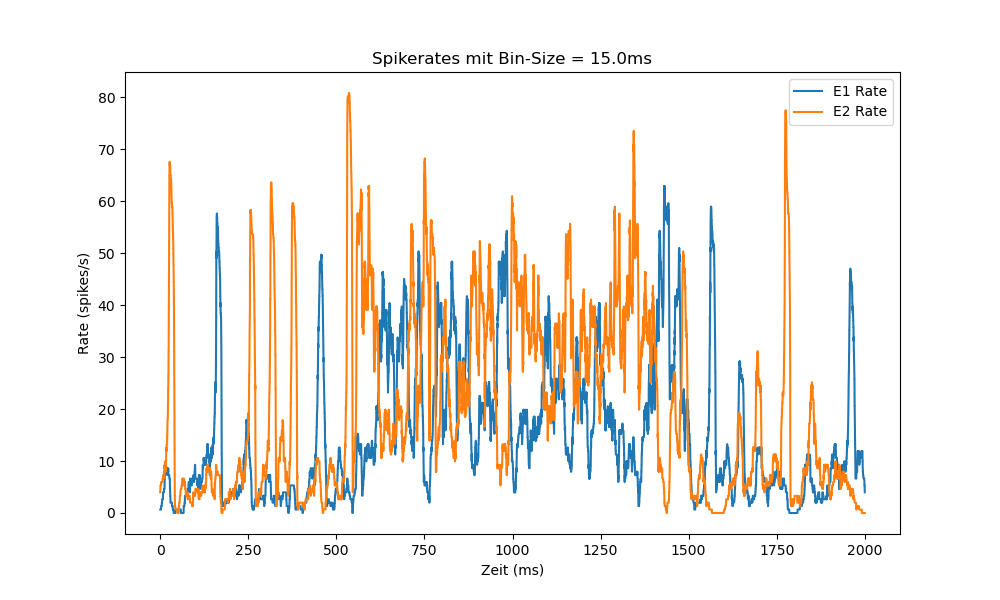 Spikerates mit Bin-Size = 15.0ms
E1 Rate
E2 Rate
80
70
60
50
40
30
20
10
0
Rate (spikes/s)
0 250 500 750 1000 1250 1500 1750 2000
Zeit (ms)